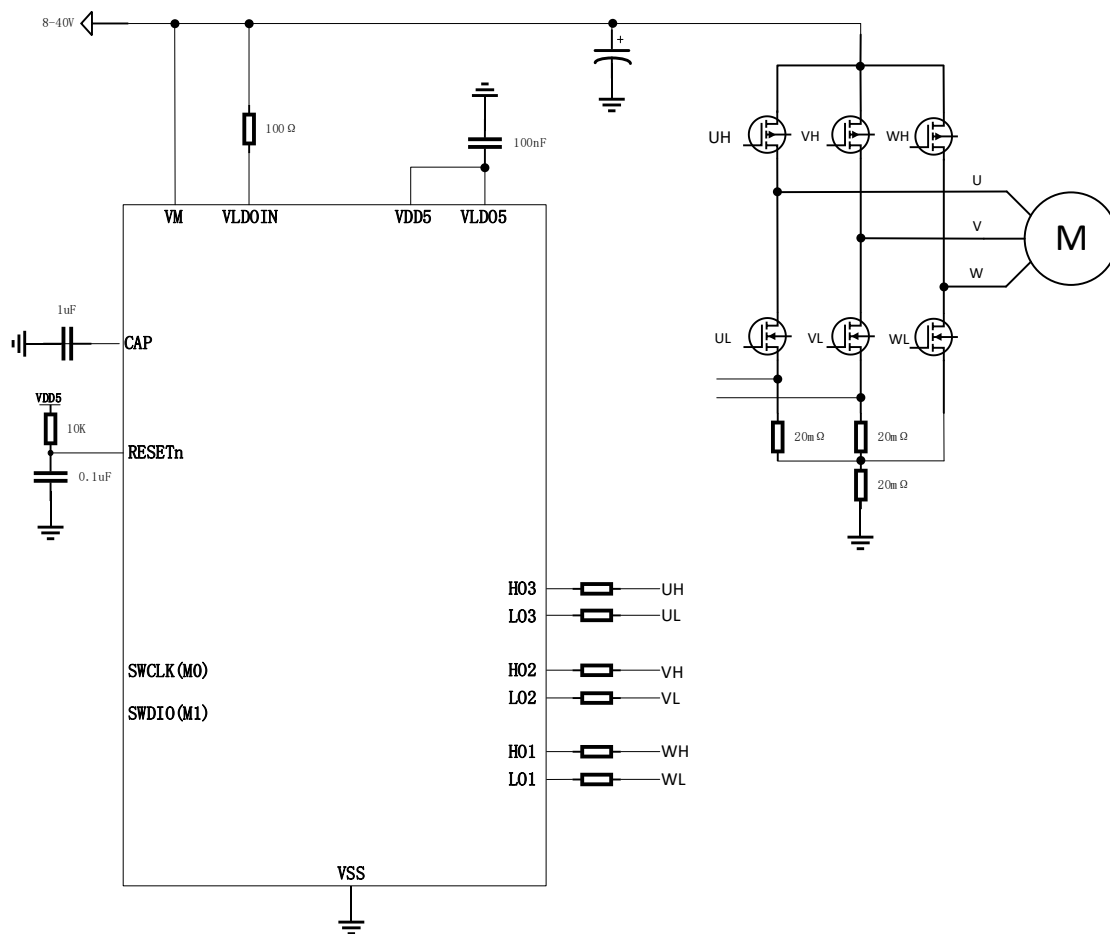 8-40V
+
100Ω
100nF
UH
VH
WH
U
VM
VLDOIN
VDD5
VLDO5
V
M
W
1uF
CAP
UL
VL
WL
VDD5
10K
20mΩ
20mΩ
RESETn
0.1uF
20mΩ
HO3
UH
LO3
UL
SWCLK(M0)
HO2
VH
LO2
VL
SWDIO(M1)
HO1
WH
LO1
WL
VSS